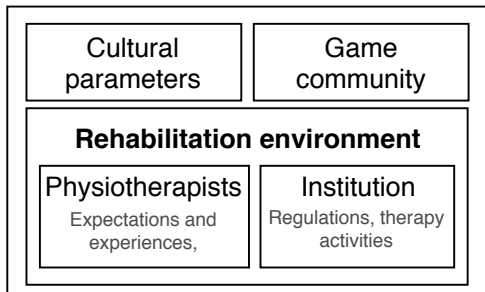 Cultural
parameters
Game
community
Rehabilitation environment
Physiotherapists
Expectations and
experiences,
Institution
Regulations, therapy
activities